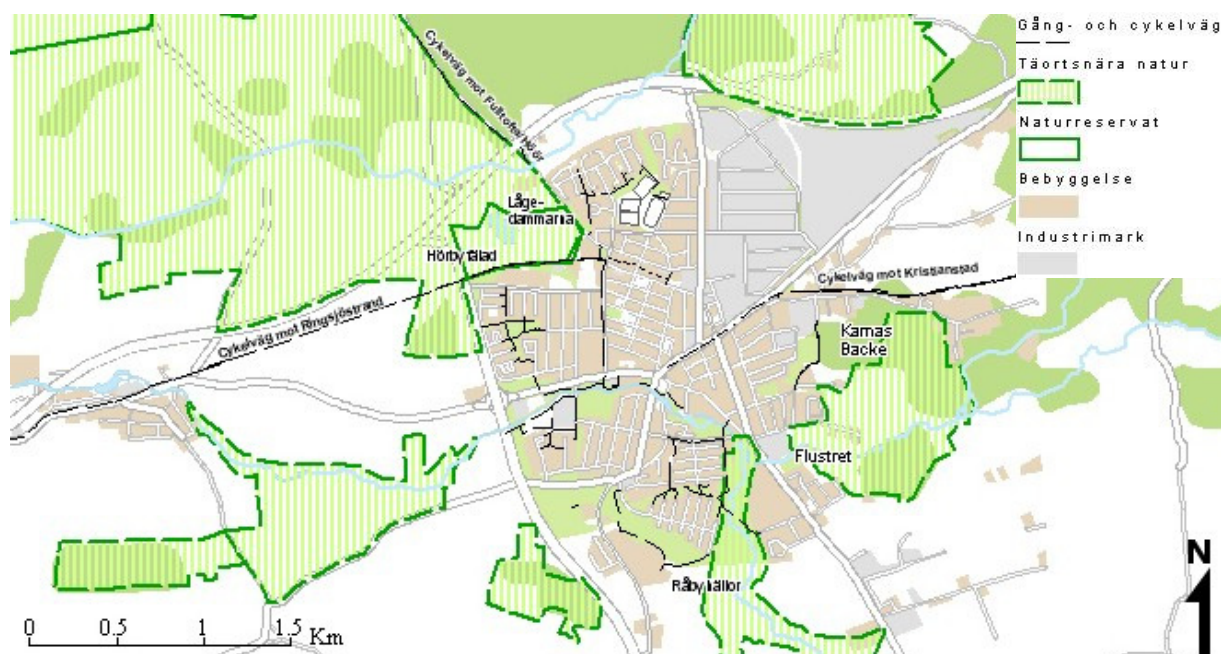 Gång- och cykelväg
Täortsnära natur
Naturreservat
Bebyggelse
Industrimark
Cykelväg mot Fulltofta/Höör
Låge-
dammarna
Hörby fälad
Cykelväg mot Ringsjöstrand
Cykelväg mot Kristianstad
Karnas
Backe
Flustret
Råby hällor
N
0 0.5 1 1.5 Km